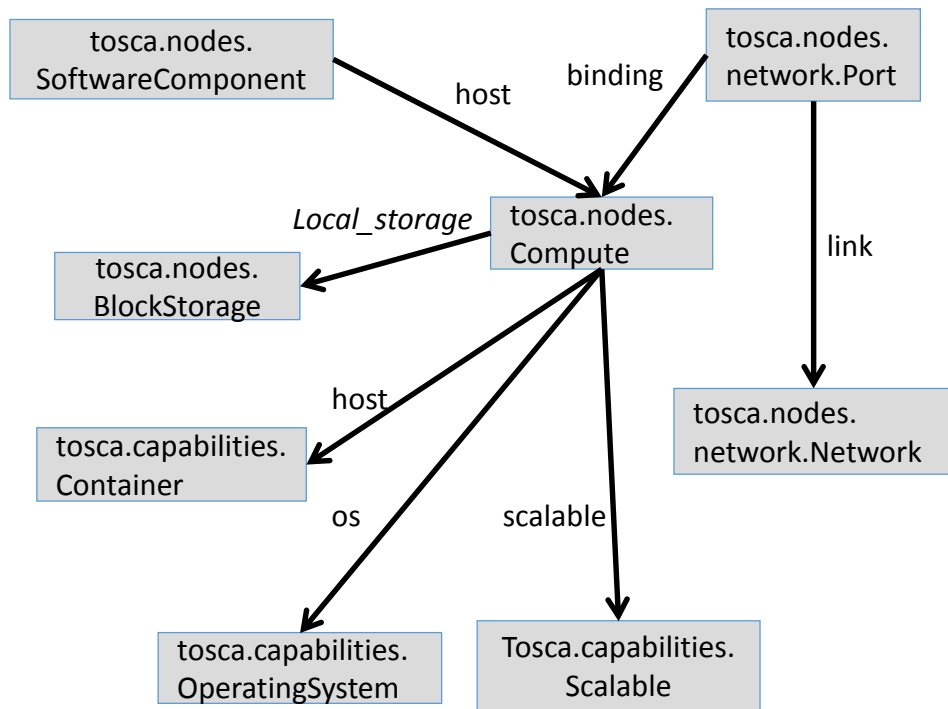 tosca.nodes.
SoftwareComponent
tosca.nodes.
network.Port
host
binding
Local_storage
tosca.nodes.
Compute
link
tosca.nodes.
BlockStorage
host
tosca.nodes.
network.Network
tosca.capabilities.
Container
os
scalable
tosca.capabilities.
OperatingSystem
Tosca.capabilities.
Scalable